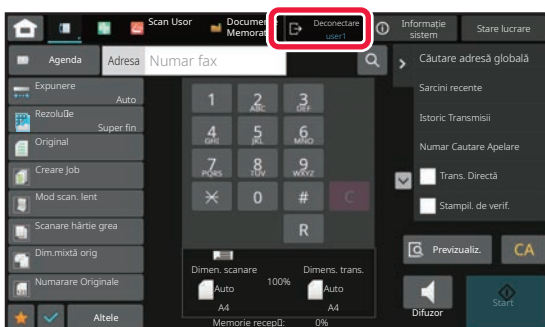 Scan Usor
Documente
Memorat
Deconectare
user1
Informație
sistem
Stare lucrare
Agenda
Adresa
Numar fax
Căutare adresă globală
Expunere
Auto
Sarcini recente
Super fin
Istoric Transmisii
Original
Numar Cautare Apelare
Creare Job
Trans. Directă
Mod scan. lent
Stampil. de verif.
Scanare hârtie
grea
Dim.mixtă orig
Numarare Originale
Altele
1
2 ABC
3 DEF
4 GHI
5 JKL
6 MNO
7 PQRS
8 TUV
9 WXYZ
0
#
C
R
Dimen. scanare
100%
Dimens. trans.
Auto
Auto
A4
A4
0%
Previzualiz.
CA
Difuzor
Start